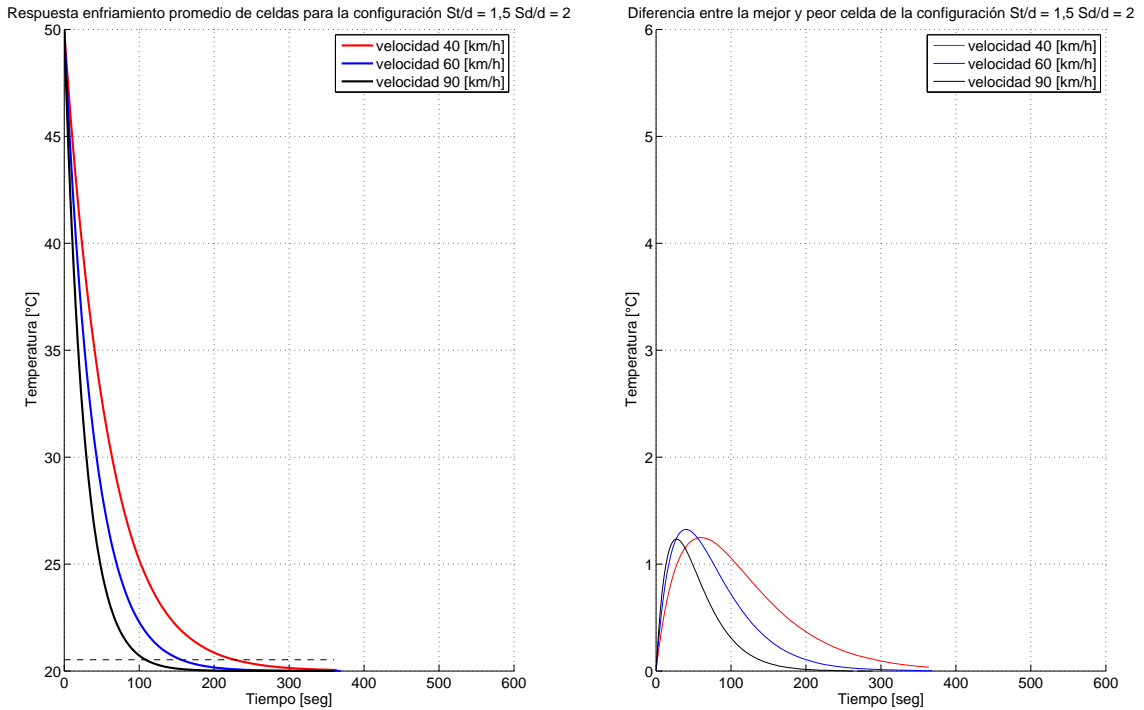 Respuesta enfriamiento promedio de celdas para la configuración St/d = 1,5 Sd/d = 2
velocidad 40 [km/h]
velocidad 60 [km/h]
velocidad 90 [km/h]
Temperatura [°C]
50
45
40
35
30
25
20
0 100 200 300 400 500 600
Tiempo [seg]
Diferencia entre la mejor y peor celda de la configuración St/d = 1,5 Sd/d = 2
velocidad 40 [km/h]
velocidad 60 [km/h]
velocidad 90 [km/h]
Temperatura [°C]
6
5
4
3
2
1
0
0 100 200 300 400 500 600
Tiempo [seg]